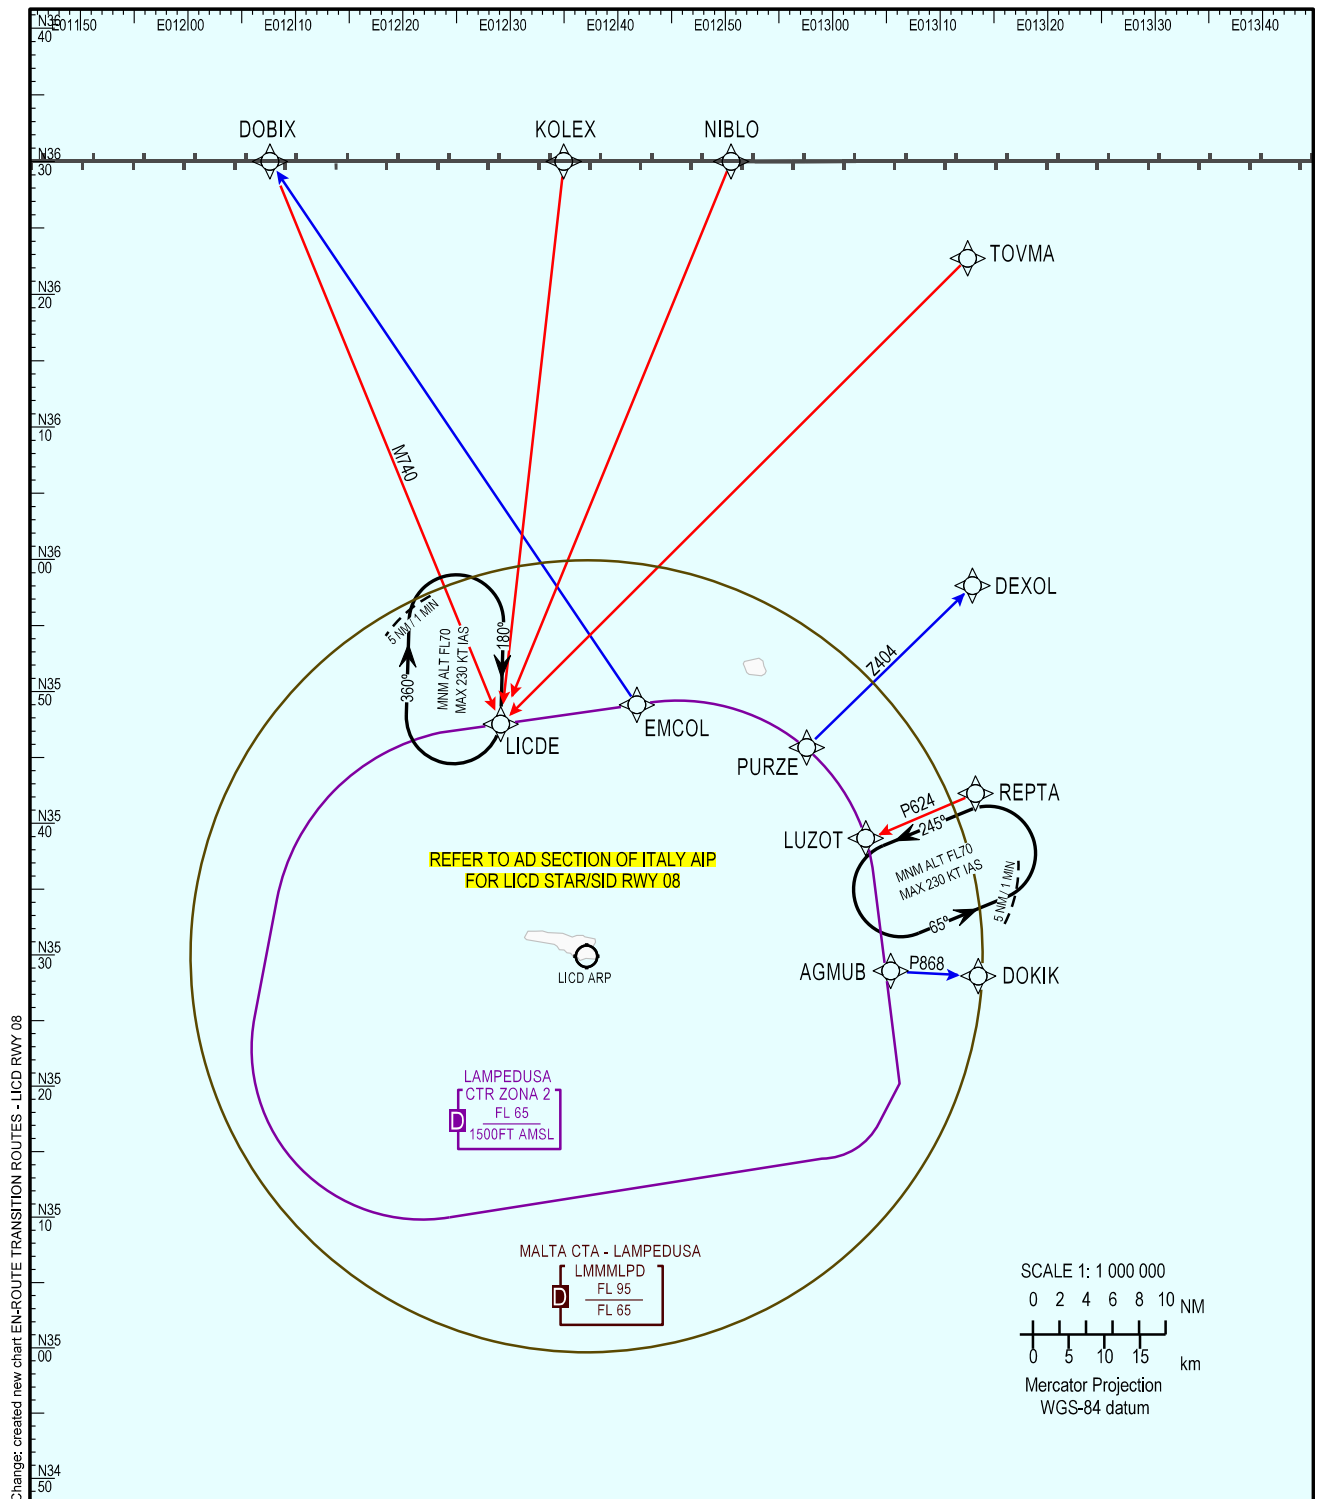 E011 50
E012 00
E012 10
E012 20
E012 30
E012 40
E012 50
E013 00
E013 10
E013 20
E013 30
E013 40
N36
40
DOBIX
KOLEX
NIBLO
N36
30
TOVMA
N36
20
N36
10
M740
N36
00
DEXOL
5 NM / 1 MIN
180°
MNM ALT FL70
MAX 230 KT IAS
360°
Z404
N35
50
EMCOL
LICDE
PURZE
REPTA
P624
N35
40
LUZOT
245°
MNM ALT FL70
MAX 230 KT IAS
5 NM / 1 MIN
65°
REFER TO AD SECTION OF ITALY AIP
FOR LICD STAR/SID RWY 08
N35
30
LICD ARP
AGMUB
P868
DOKIK
N35
20
LAMPEDUSA
CTR ZONA 2
D
FL 65
1500FT AMSL
N35
10
MALTA CTA - LAMPEDUSA
LMMMLPD
D
FL 95
FL 65
SCALE 1: 1 000 000
0 2 4 6 8 10 NM
0 5 10 15 km
Mercator Projection
WGS-84 datum
N35
00
N34
50
Change: created new chart EN-ROUTE TRANSITION ROUTES - LICD RWY 08